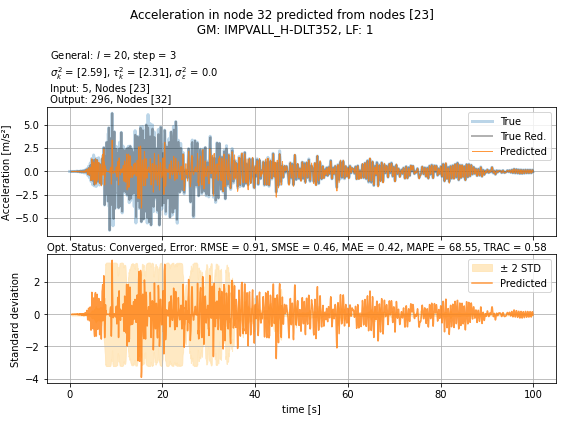 Acceleration in node 32 predicted from nodes [23]
GM: IMPVALL_H-DLT352, LF: 1
General: l = 20, step = 3
σ²ₖ = [2.59], τ²ₖ = [2.31], σ²ε = 0.0
Input: 5, Nodes [23]
Output: 296, Nodes [32]
Acceleration [m/s²]
5.0
2.5
0.0
−2.5
−5.0
True
True Red.
Predicted
Opt. Status: Converged, Error: RMSE = 0.91, SMSE = 0.46, MAE = 0.42, MAPE = 68.55, TRAC = 0.58
Standard deviation
2
0
−2
−4
± 2 STD
Predicted
0 20 40 60 80 100
time [s]